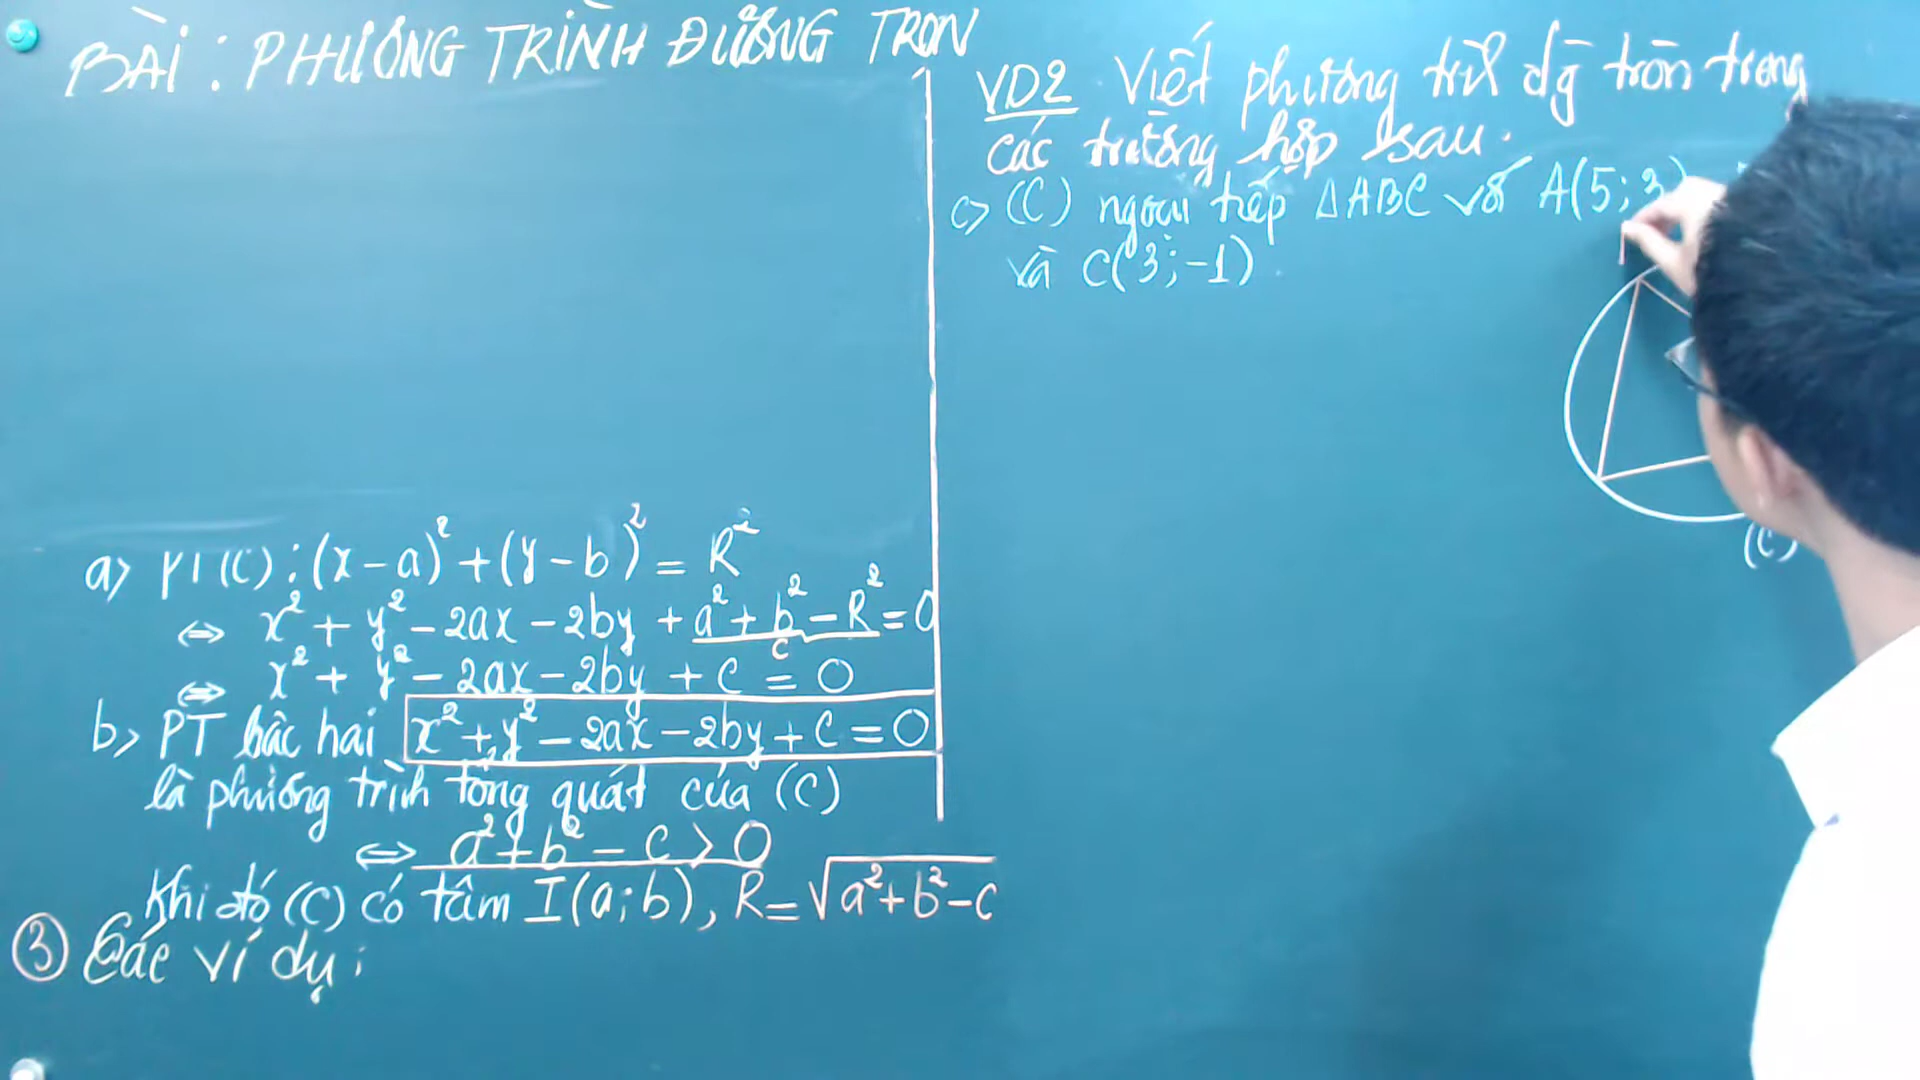 BÀI: PHƯƠNG TRÌNH ĐƯỜNG TRÒN
a) PT (C): (x-a)² + (y-b)² = R²
⇔ x² + y² - 2ax - 2by + a² + b² - R² = 0
c
⇔ x² + y² - 2ax - 2by + c = 0
b) PT bậc hai x² + y² - 2ax - 2by + c = 0
là phương trình tổng quát của (C)
⇔ a² + b² - c > 0
Khi đó (C) có tâm I(a;b), R = √a²+b²-c
③ Các ví dụ:
VD2 Viết phương trì đg tròn trong
các trường hợp sau.
c) (C) ngoại tiếp ΔABC với A(5;3)
và C(3;-1)
(C)